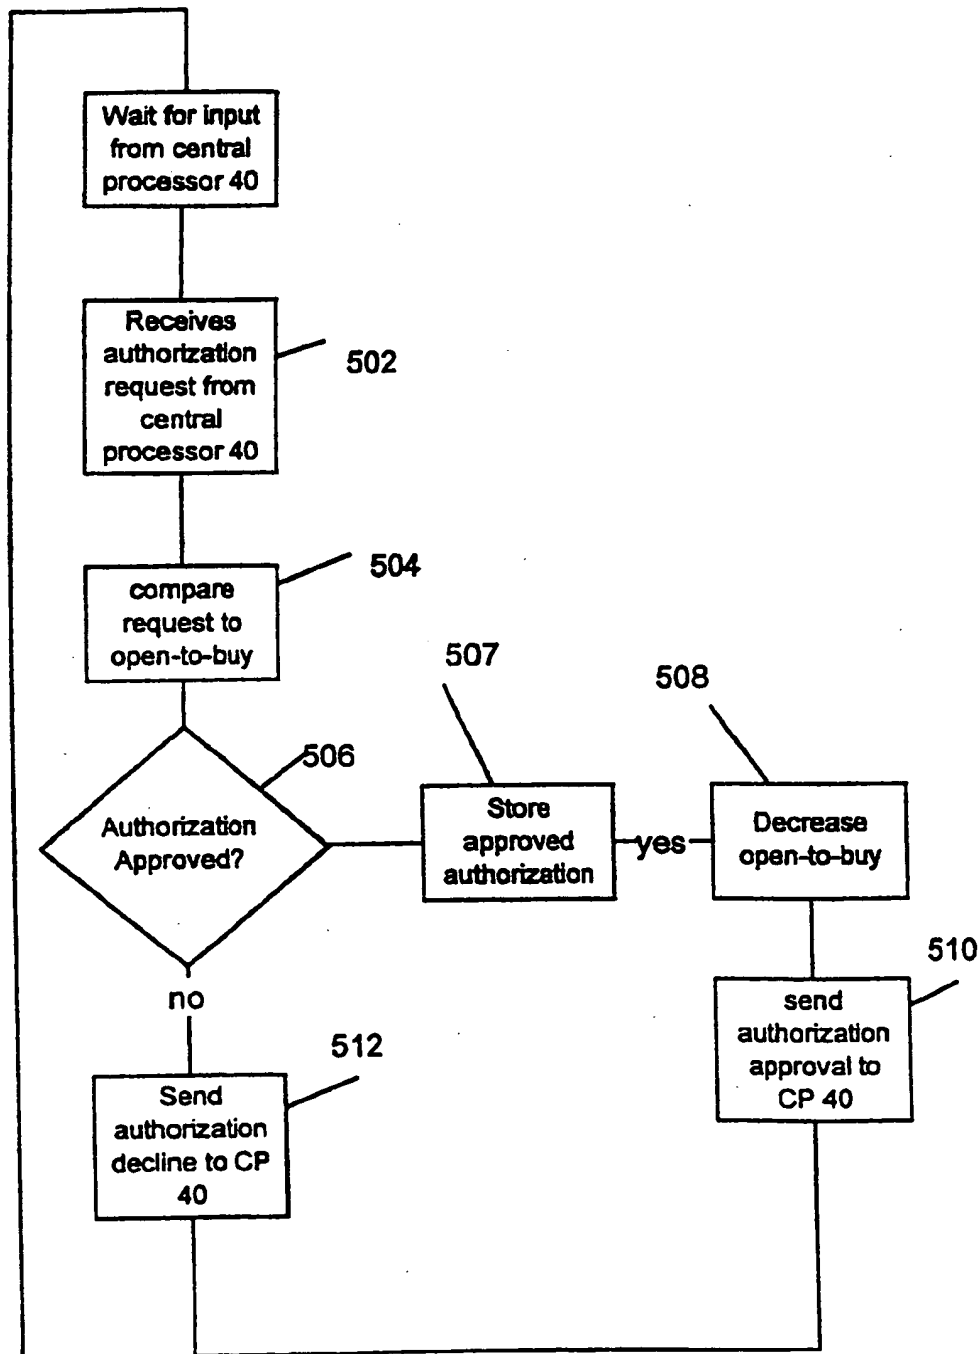 Wait for input
from central
processor 40
Receives
authorization
request from
central
processor 40
502
compare
request to
open-to-buy
504
506
Authorization
Approved?
507
Store
approved
authorization
yes
508
Decrease
open-to-buy
510
send
authorization
approval to
CP 40
no
512
Send
authorization
decline to CP
40